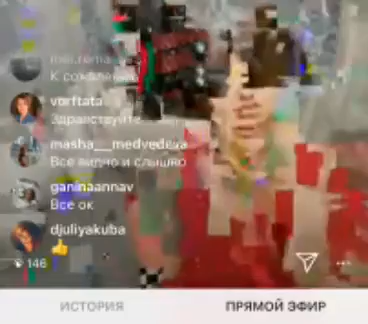 К сожалению
vorftata
Здравствуйте
masha__medvedeva
Все видно и слышно
ganinaannav
Все ок
djuliyakuba
👍
146
ИСТОРИЯ
ПРЯМОЙ ЭФИР